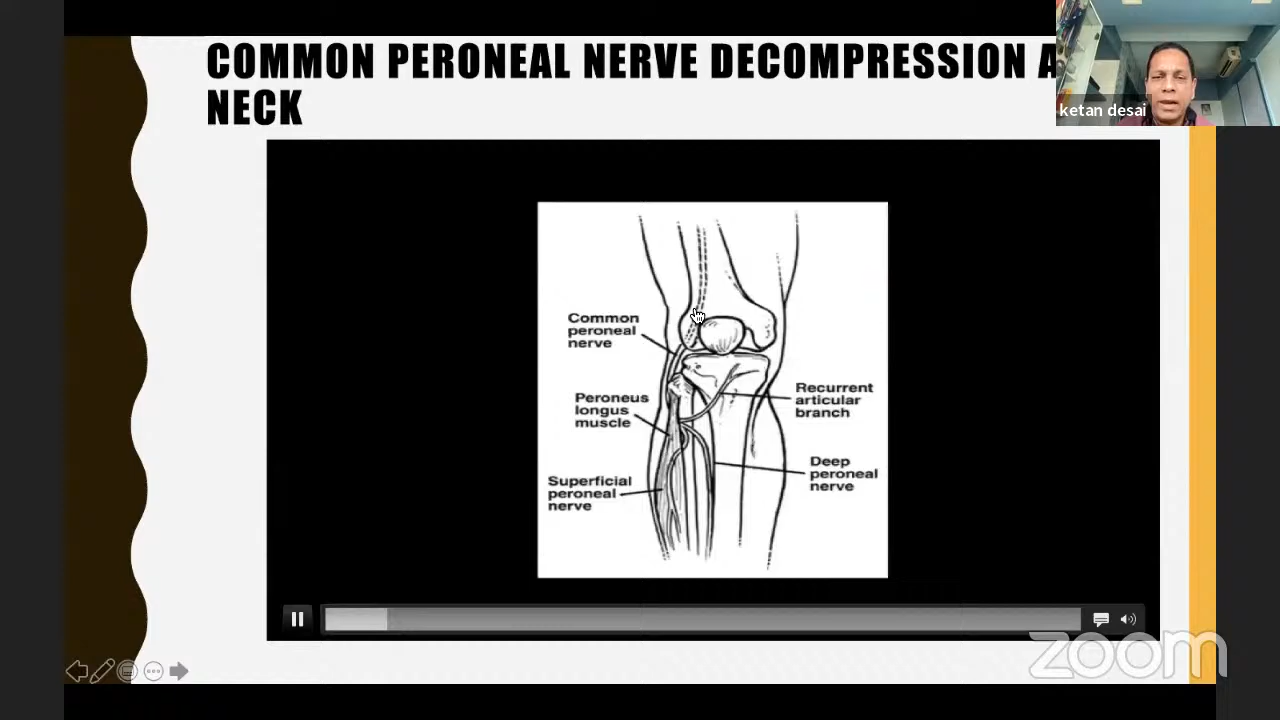 COMMON PERONEAL NERVE DECOMPRESSION
NECK
ketan desai
Common
peroneal
nerve
Peroneus
longus
muscle
Superficial
peroneal
nerve
Recurrent
articular
branch
Deep
peroneal
nerve
zoom